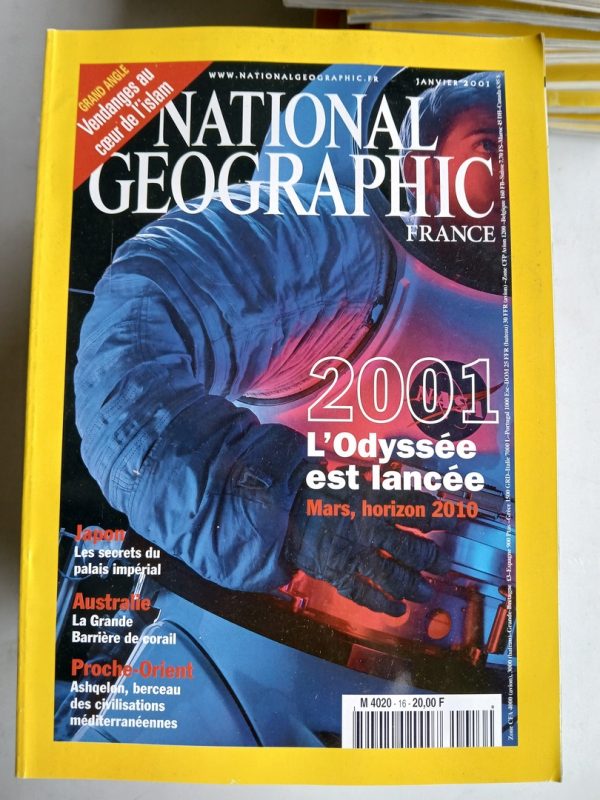 GRAND ANGLE
Vendanges au
cœur de l'islam
WWW.NATIONALGEOGRAPHIC.FR
JANVIER 2001
NATIONAL
GEOGRAPHIC
FRANCE
2001
NASA
L'Odyssée
est lancée
Mars, horizon 2010
Japon
Les secrets du
palais impérial
Australie
La Grande
Barrière de corail
Proche-Orient
Ashqelon, berceau
des civilisations
méditerranéennes
M 4020 - 16 - 20,00 F